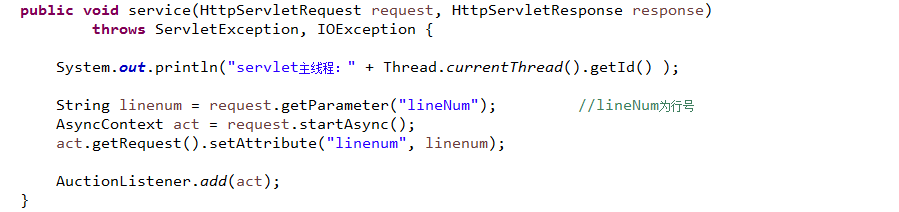 public void service(HttpServletRequest request, HttpServletResponse response)
throws ServletException, IOException {
System.out.println("servlet主线程：" + Thread.currentThread().getId() );
String linenum = request.getParameter("lineNum"); //lineNum为行号
AsyncContext act = request.startAsync();
act.getRequest().setAttribute("linenum", linenum);
AuctionListener.add(act);
}